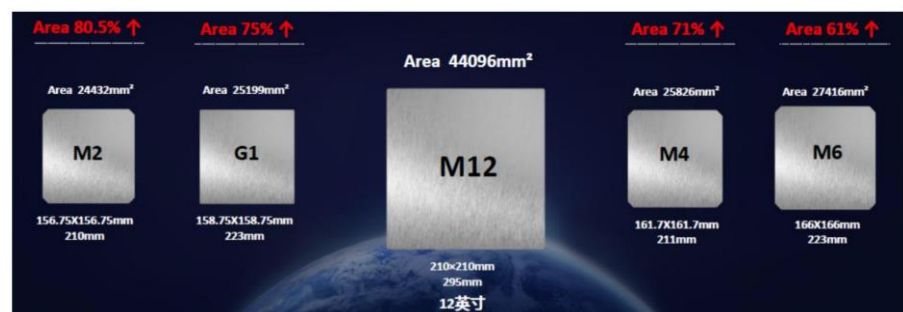 Area 80.5% ↑
Area 75% ↑
Area 71% ↑
Area 61% ↑
Area 44096mm²
Area 24432mm²
Area 25199mm²
Area 25826mm²
Area 27416mm²
M2
G1
M12
M4
M6
156.75X156.75mm
210mm
158.75X158.75mm
223mm
161.7X161.7mm
211mm
166X166mm
223mm
210×210mm
295mm
12英寸